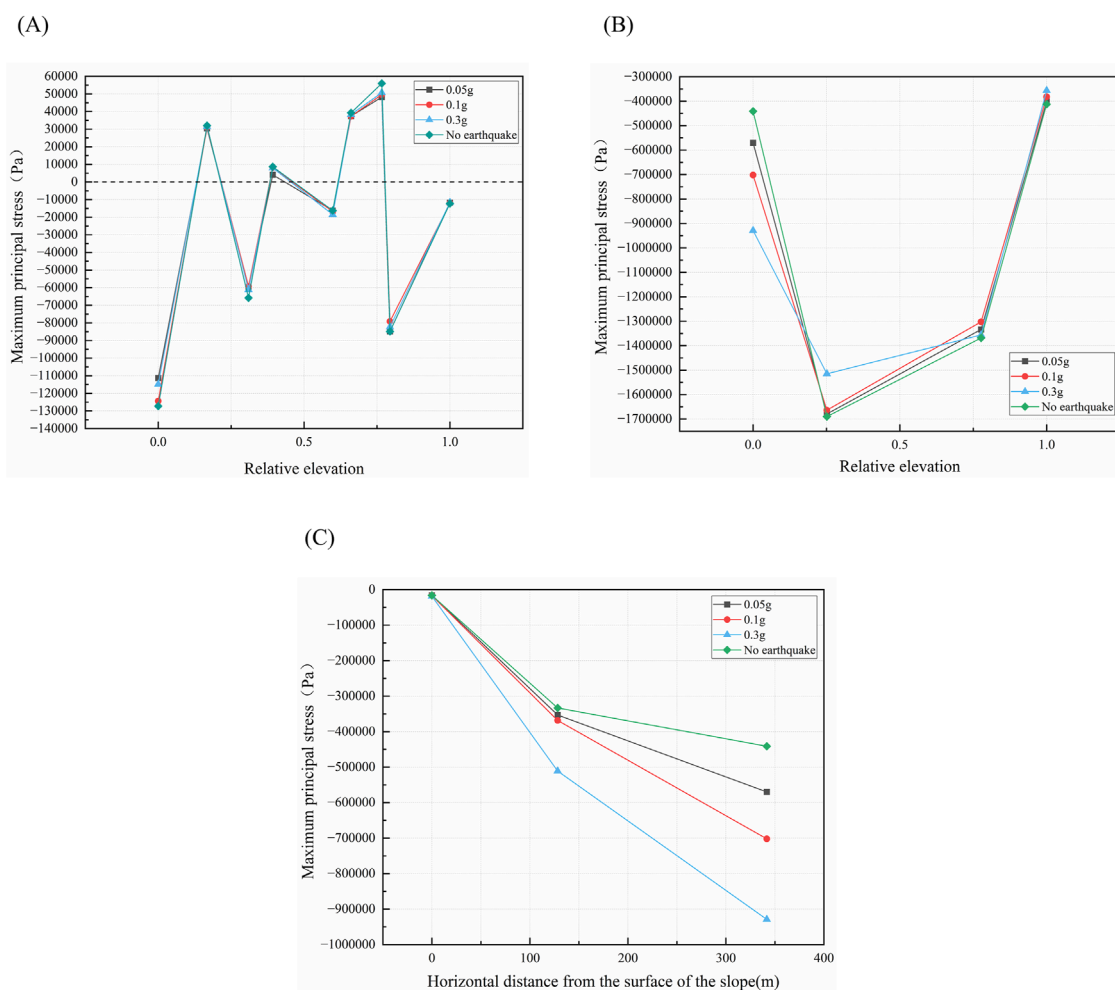 (A)
60000
50000
40000
30000
20000
10000
0
−10000
−20000
−30000
−40000
−50000
−60000
−70000
−80000
−90000
−100000
−110000
−120000
−130000
−140000
Maximum principal stress（Pa）
0.05g
0.1g
0.3g
No earthquake
0.0
0.5
1.0
Relative elevation
(B)
−300000
−400000
−500000
−600000
−700000
−800000
−900000
−1000000
−1100000
−1200000
−1300000
−1400000
−1500000
−1600000
−1700000
Maximum principal stress（Pa）
0.05g
0.1g
0.3g
No earthquake
0.0
0.5
1.0
Relative elevation
(C)
0
−100000
−200000
−300000
−400000
−500000
−600000
−700000
−800000
−900000
−1000000
Maximum principal stress（Pa）
0.05g
0.1g
0.3g
No earthquake
0
100
200
300
400
Horizontal distance from the surface of the slope(m)